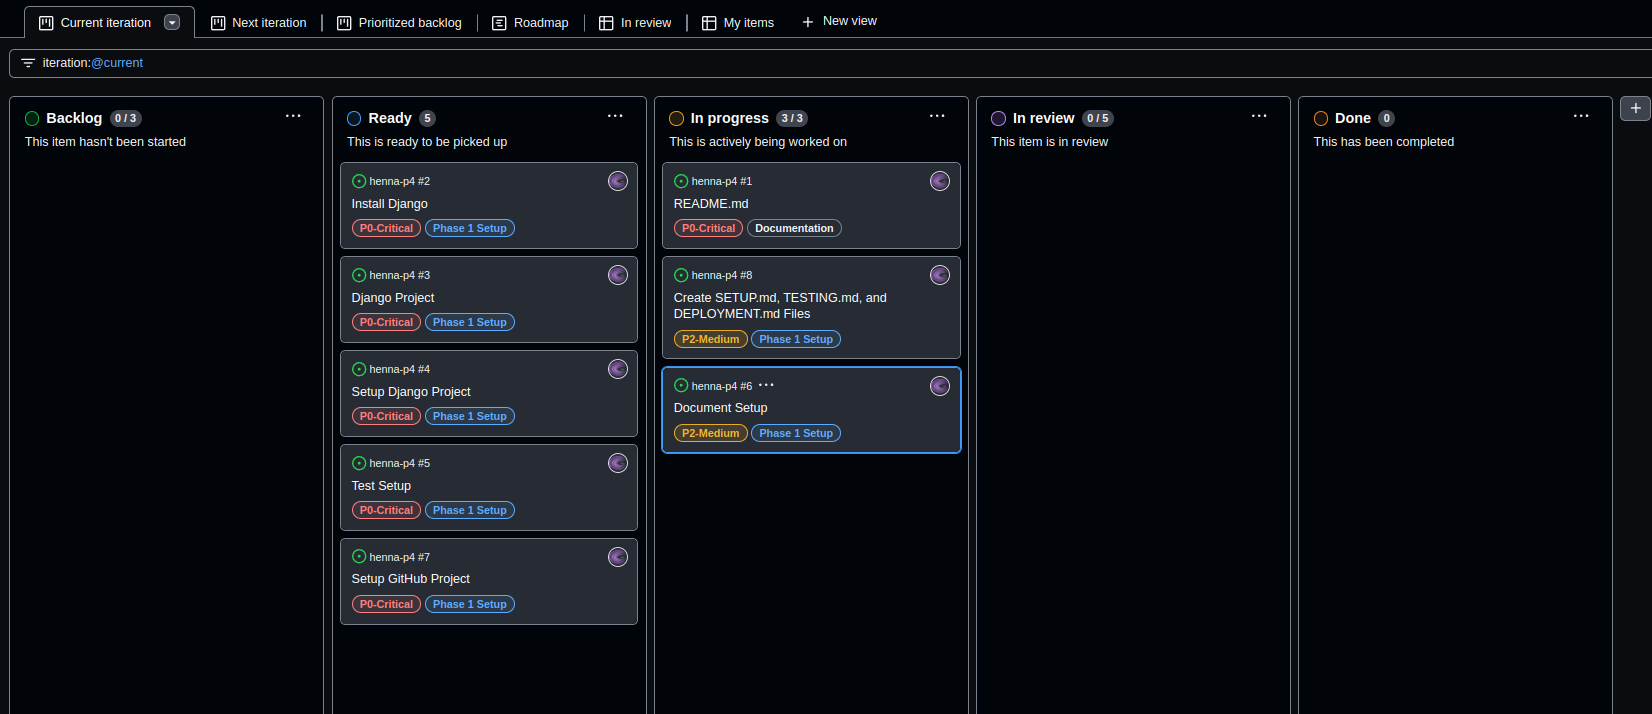 Current iteration
Next iteration
Prioritized backlog
Roadmap
In review
My items
New view
iteration:@current
Backlog 0 / 3
This item hasn't been started
Ready 5
This is ready to be picked up
henna-p4 #2
Install Django
P0-Critical Phase 1 Setup
henna-p4 #3
Django Project
P0-Critical Phase 1 Setup
henna-p4 #4
Setup Django Project
P0-Critical Phase 1 Setup
henna-p4 #5
Test Setup
P0-Critical Phase 1 Setup
henna-p4 #7
Setup GitHub Project
P0-Critical Phase 1 Setup
In progress 3 / 3
This is actively being worked on
henna-p4 #1
README.md
P0-Critical Documentation
henna-p4 #8
Create SETUP.md, TESTING.md, and
DEPLOYMENT.md Files
P2-Medium Phase 1 Setup
henna-p4 #6
Document Setup
P2-Medium Phase 1 Setup
In review 0 / 5
This item is in review
Done 0
This has been completed